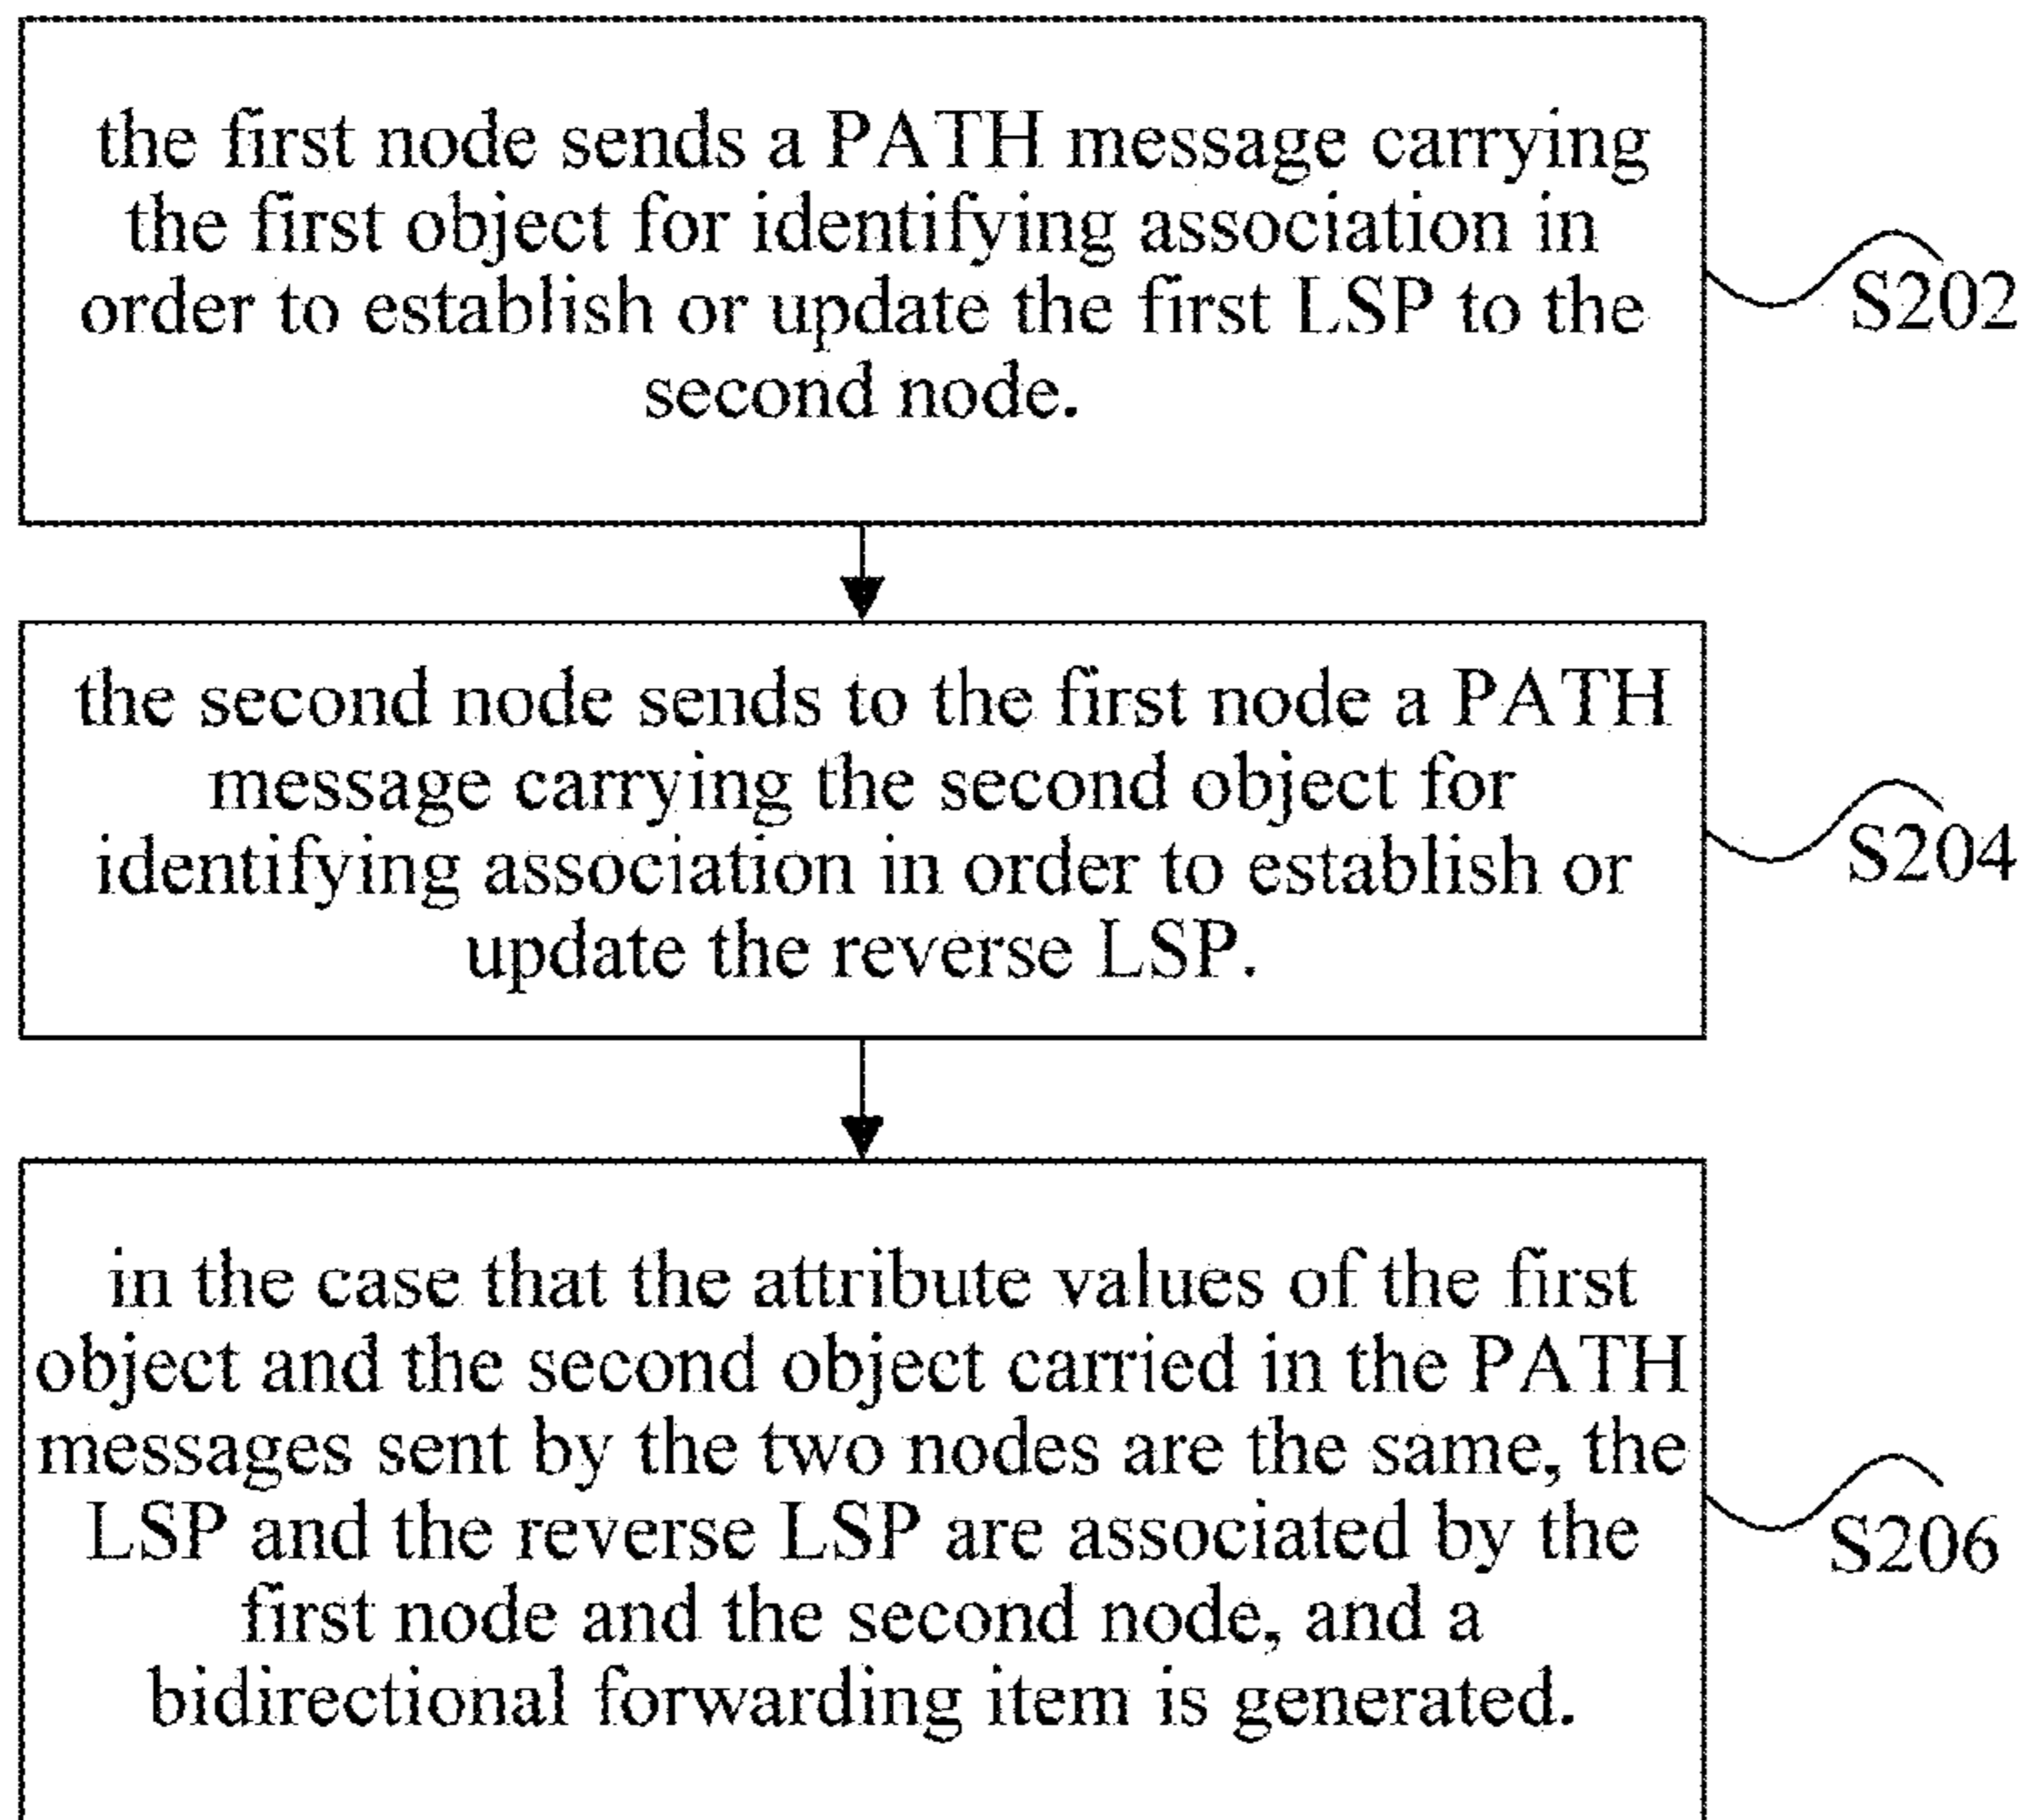 the first node sends a PATH message carrying
the first object for identifying association in
order to establish or update the first LSP to the
second node.
S202
the second node sends to the first node a PATH
message carrying the second object for
identifying association in order to establish or
update the reverse LSP.
S204
in the case that the attribute values of the first
object and the second object carried in the PATH
messages sent by the two nodes are the same, the
LSP and the reverse LSP are associated by the
first node and the second node, and a
bidirectional forwarding item is generated.
S206